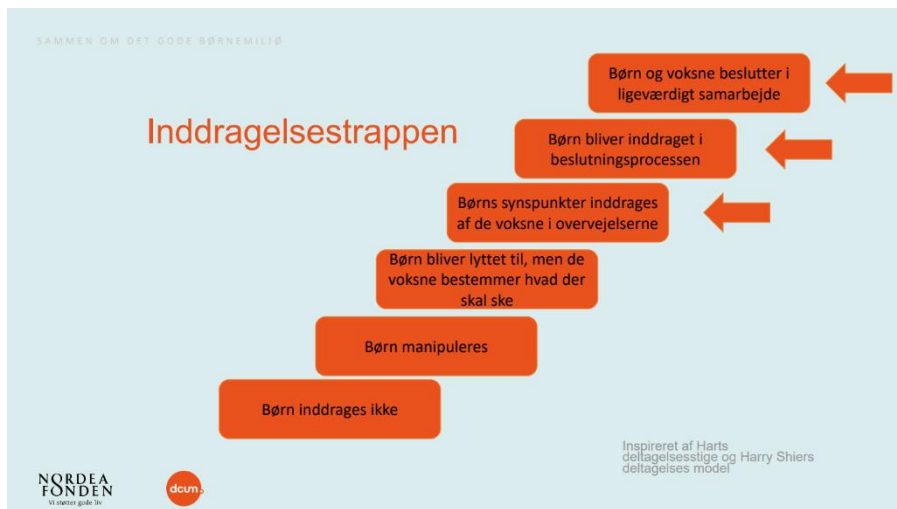 SAMMEN OM DET GODE BØRNEMILJØ
Inddragelsestrappen
Børn og voksne beslutter i
ligeværdigt samarbejde
Børn bliver inddraget i
beslutningsprocessen
Børns synspunkter inddrages
af de voksne i overvejelserne
Børn bliver lyttet til, men de
voksne bestemmer hvad der
skal ske
Børn manipuleres
Børn inddrages ikke
Inspireret af Harts
deltagelsesstige og Harry Shiers
deltagelses model
NORDEA
FONDEN
Vi støtter gode liv
dcum.